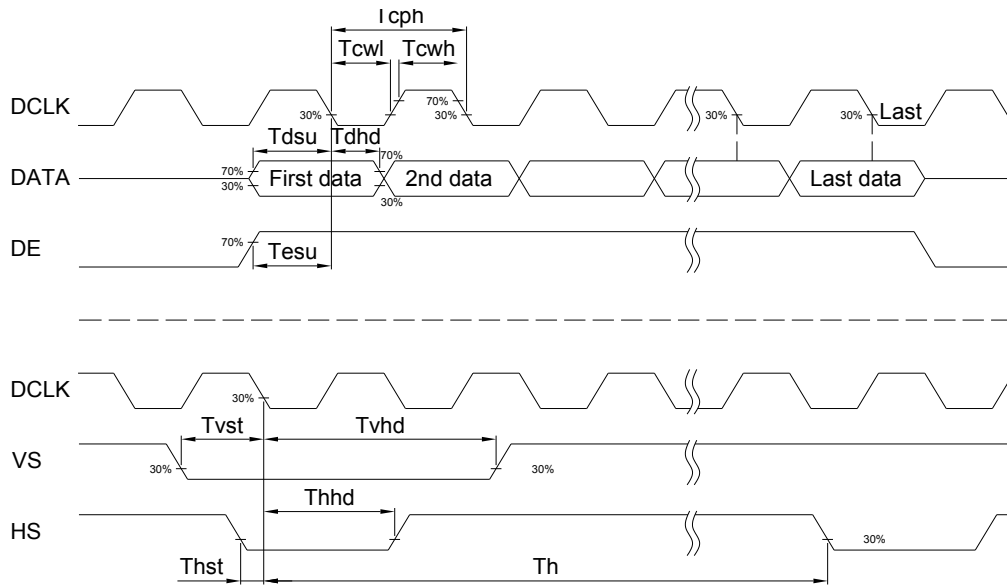 Tcph
Tcwl Tcwh
DCLK 30% 70% 30% 30% 30% Last
Tdsu Tdhd
70% 70%
DATA First data 2nd data Last data
30% 30%
DE 70% Tesu
DCLK 30%
Tvst Tvhd
VS 30% 30%
Thhd
HS 30%
Thst Th